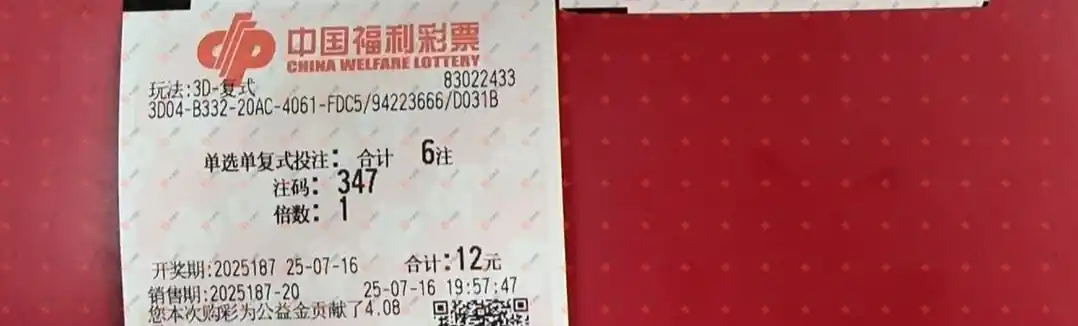 中国福利彩票
CHINA WELFARE LOTTERY
玩法:3D-复式 83022433
3D04-B332-20AC-4061-FDC5/94223666/D031B
单选单复式投注: 合计 6注
注码: 347
倍数: 1
开奖期:2025187 25-07-16 合计:12元
销售期:2025187-20 25-07-16 19:57:47
您本次购彩为公益金贡献了4.08